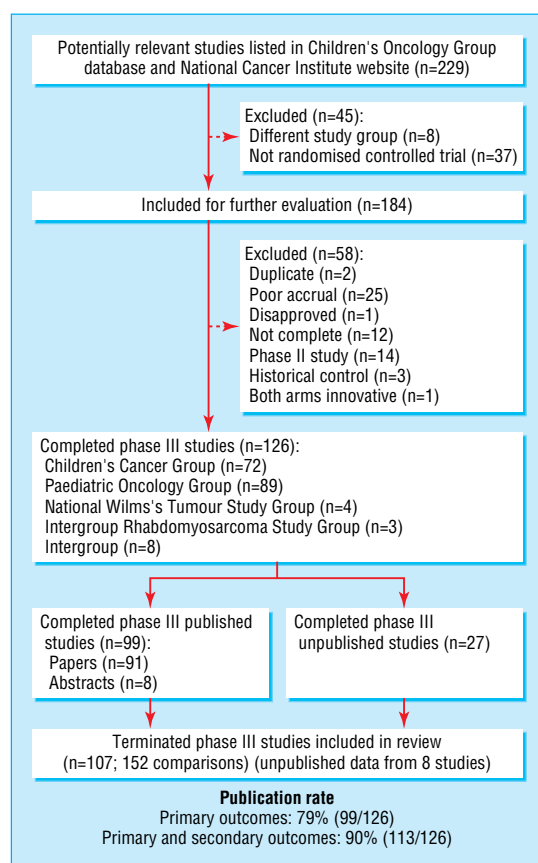 Potentially relevant studies listed in Children's Oncology Group
database and National Cancer Institute website (n=229)
Excluded (n=45):
Different study group (n=8)
Not randomised controlled trial (n=37)
Included for further evaluation (n=184)
Excluded (n=58):
Duplicate (n=2)
Poor accrual (n=25)
Disapproved (n=1)
Not complete (n=12)
Phase II study (n=14)
Historical control (n=3)
Both arms innovative (n=1)
Completed phase III studies (n=126):
Children's Cancer Group (n=72)
Paediatric Oncology Group (n=89)
National Wilms's Tumour Study Group (n=4)
Intergroup Rhabdomyosarcoma Study Group (n=3)
Intergroup (n=8)
Completed phase III published
studies (n=99):
Papers (n=91)
Abstracts (n=8)
Completed phase III
unpublished studies (n=27)
Terminated phase III studies included in review
(n=107; 152 comparisons) (unpublished data from 8 studies)
Publication rate
Primary outcomes: 79% (99/126)
Primary and secondary outcomes: 90% (113/126)